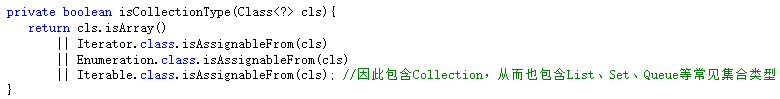 private boolean isCollectionType(Class<?> cls){
return cls.isArray()
|| Iterator.class.isAssignableFrom(cls)
|| Enumeration.class.isAssignableFrom(cls)
|| Iterable.class.isAssignableFrom(cls); //因此包含Collection，从而也包含List、Set、Queue等常见集合类型
}